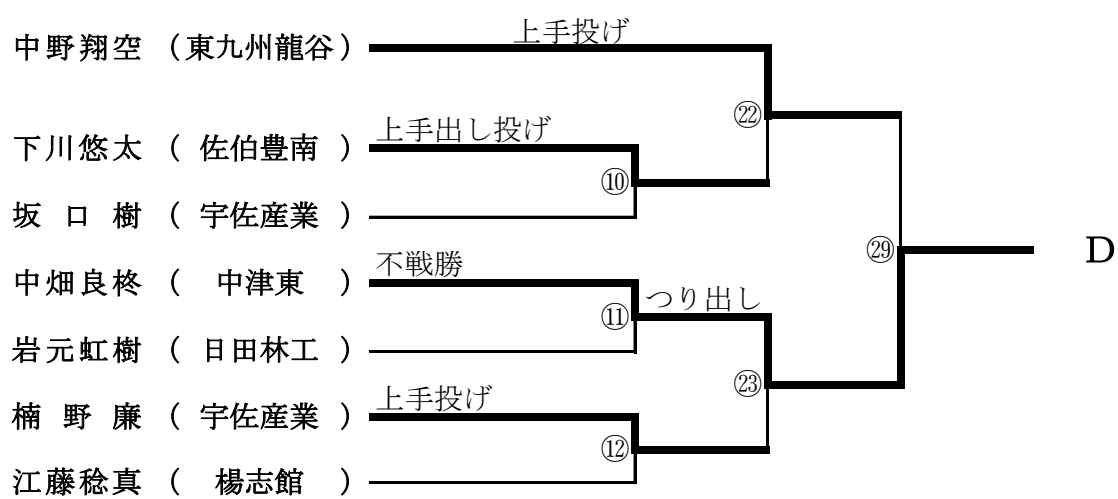 上手投げ
中野翔空 (東九州龍谷)
㉒
上手出し投げ
下川悠太 ( 佐伯豊南 )
⑩
坂口樹 ( 宇佐産業 )
㉙
D
不戦勝
中畑良柊 ( 中津東 )
つり出し
⑪
岩元虹樹 ( 日田林工 )
㉓
上手投げ
楠野廉 ( 宇佐産業 )
⑫
江藤稔真 ( 楊志館 )